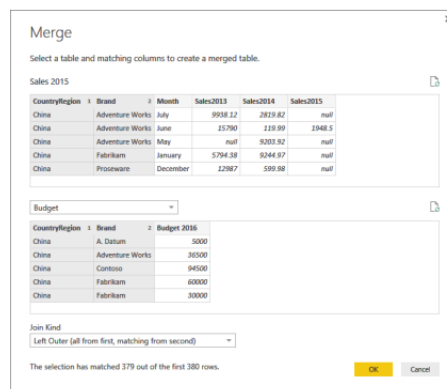 Merge
Select a table and matching columns to create a merged table.
Sales 2015
CountryRegion 1 Brand 2 Month Sales2013 Sales2014 Sales2015
China Adventure Works July 9938.12 2819.82 null
China Adventure Works June 15790 119.99 1948.5
China Adventure Works May null 9203.92 null
China Fabrikam January 5794.38 9244.97 null
China Proseware December 12987 599.98 null
Budget
CountryRegion 1 Brand 2 Budget 2016
China A. Datum 5000
China Adventure Works 36500
China Contoso 94500
China Fabrikam 60000
China Fabrikam 30000
Join Kind
Left Outer (all from first, matching from second)
The selection has matched 379 out of the first 380 rows.
OK Cancel